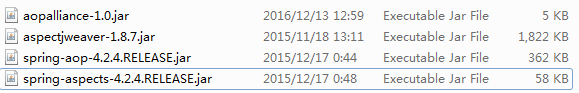 aopalliance-1.0.jar 2016/12/13 12:59 Executable Jar File 5 KB
aspectjweaver-1.8.7.jar 2015/11/18 13:11 Executable Jar File 1,822 KB
spring-aop-4.2.4.RELEASE.jar 2015/12/17 0:44 Executable Jar File 362 KB
spring-aspects-4.2.4.RELEASE.jar 2015/12/17 0:48 Executable Jar File 58 KB